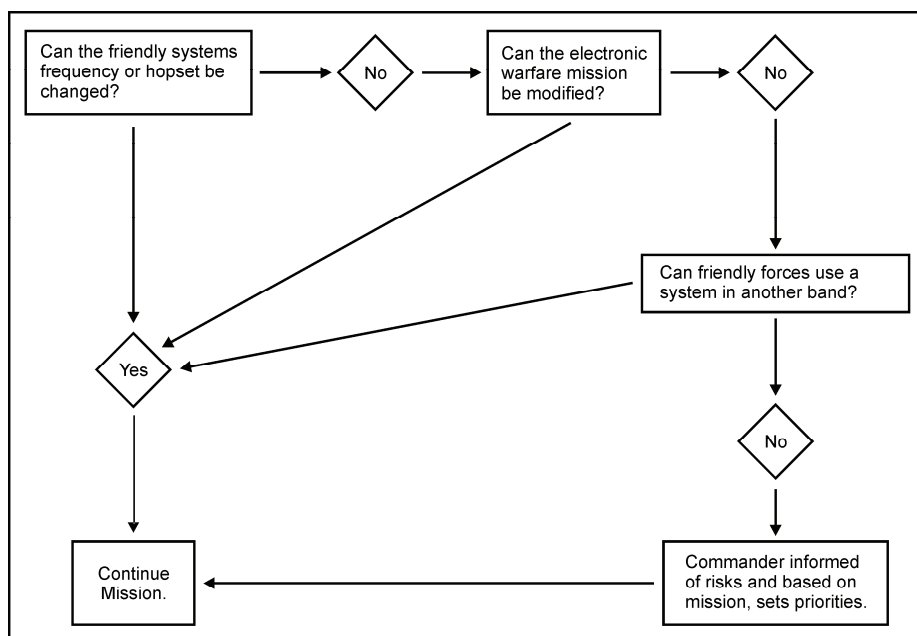 Can the friendly systems
frequency or hopset be
changed?
No
Can the electronic
warfare mission
be modified?
No
Can friendly forces use a
system in another band?
Yes
No
Continue
Mission.
Commander informed
of risks and based on
mission, sets priorities.